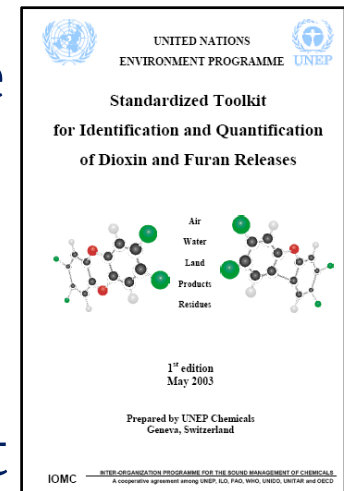 UNITED NATIONS
ENVIRONMENT PROGRAMME
UNEP
Standardized Toolkit
for Identification and Quantification
of Dioxin and Furan Releases
Air
Water
Land
Products
Residues
1st edition
May 2003
Prepared by UNEP Chemicals
Geneva, Switzerland
IOMC
INTER-ORGANIZATION PROGRAMME FOR THE SOUND MANAGEMENT OF CHEMICALS
A cooperative agreement among UNEP, ILO, FAO, WHO, UNIDO, UNITAR and OECD